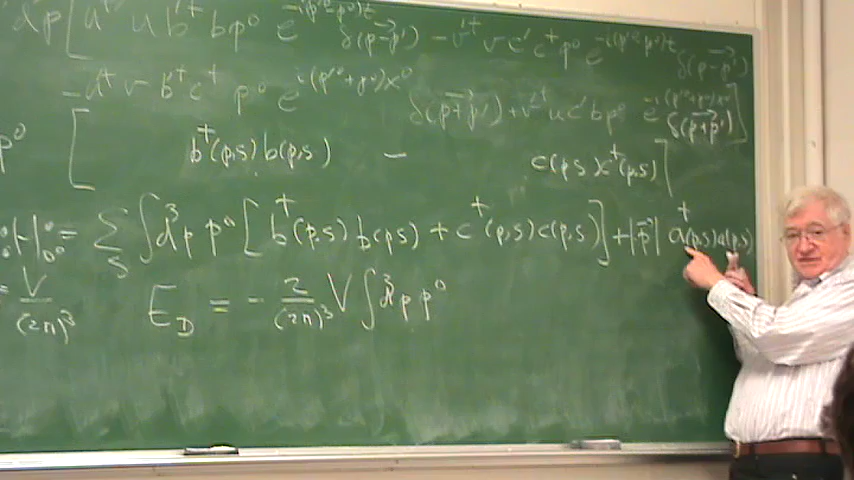 d³p [ u'† u b'† b p⁰ e^{-i(p'⁰-p⁰)t} δ(p-p')→ - v'† v c' c† p⁰ e^{-i(p'⁰-p⁰)t} δ(p-p')→
- u† v b'† c† p⁰ e^{i(p'⁰+p⁰)x⁰} δ(p+p')→ + v'† u c' b p⁰ e^{-i(p'⁰+p⁰)x⁰} δ(p+p')→ ]
p⁰ [ b†(p,s) b(p,s) - c(p,s) c†(p,s) ]
:H: = Σ_s ∫ d³p p⁰ [ b†(p,s) b(p,s) + c†(p,s) c(p,s) ] + |p⃗| a†(p,s) a(p,s)
= V/(2π)³ E_D = - 2/(2π)³ V ∫ d³p p⁰